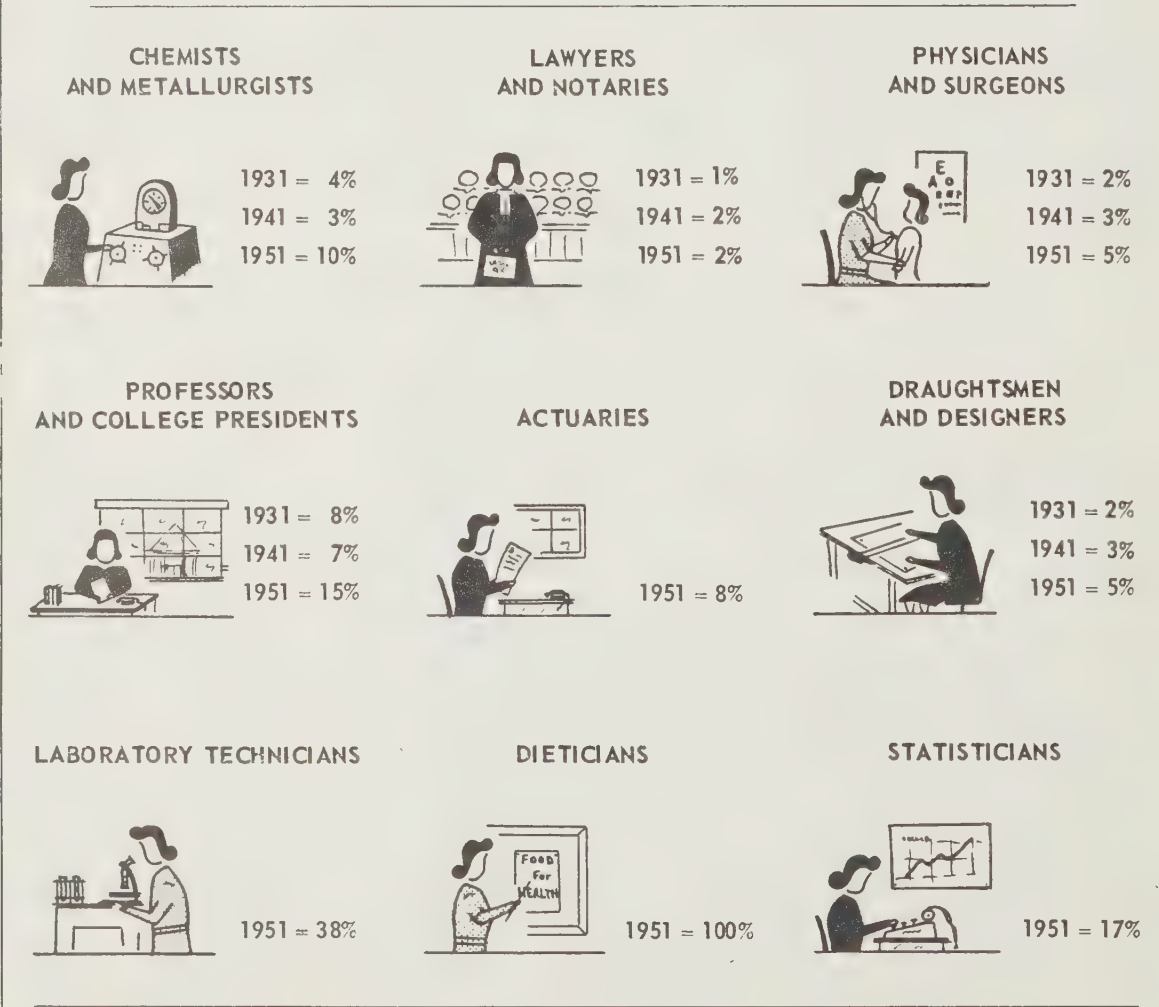 CHEMISTS
AND METALLURGISTS
1931 = 4%
1941 = 3%
1951 = 10%
LAWYERS
AND NOTARIES
1931 = 1%
1941 = 2%
1951 = 2%
PHYSICIANS
AND SURGEONS
E
A O
1931 = 2%
1941 = 3%
1951 = 5%
PROFESSORS
AND COLLEGE PRESIDENTS
1931 = 8%
1941 = 7%
1951 = 15%
ACTUARIES
1951 = 8%
DRAUGHTSMEN
AND DESIGNERS
1931 = 2%
1941 = 3%
1951 = 5%
LABORATORY TECHNICIANS
1951 = 38%
DIETICIANS
FOOD
For
HEALTH
1951 = 100%
STATISTICIANS
1951 = 17%